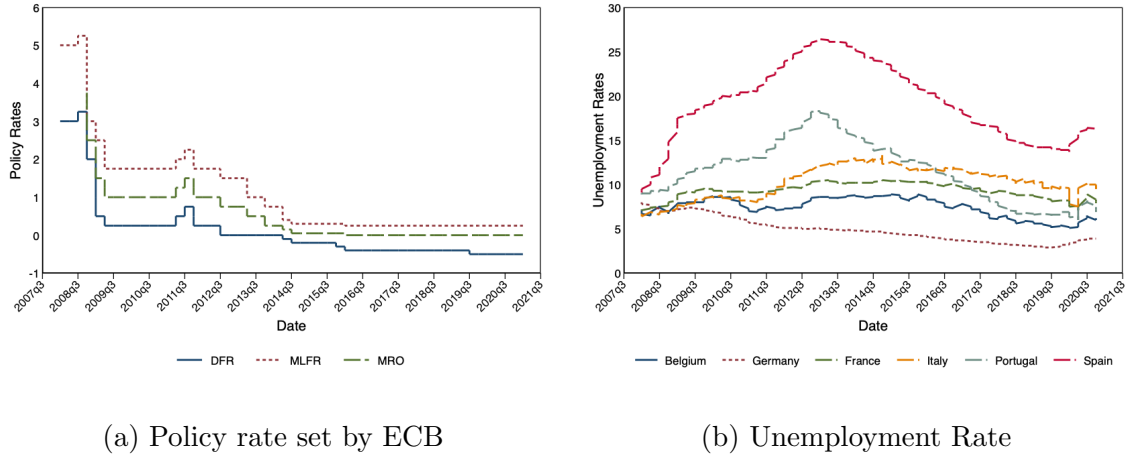 6
5
4
3
2
1
0
-1
Policy Rates
2007q3
2008q3
2009q3
2010q3
2011q3
2012q3
2013q3
2014q3
2015q3
2016q3
2017q3
2018q3
2019q3
2020q3
2021q3
Date
DFR MLFR MRO
(a) Policy rate set by ECB
30
25
20
15
10
5
0
Unemployment Rates
2007q3
2008q3
2009q3
2010q3
2011q3
2012q3
2013q3
2014q3
2015q3
2016q3
2017q3
2018q3
2019q3
2020q3
2021q3
Date
Belgium Germany France Italy Portugal Spain
(b) Unemployment Rate